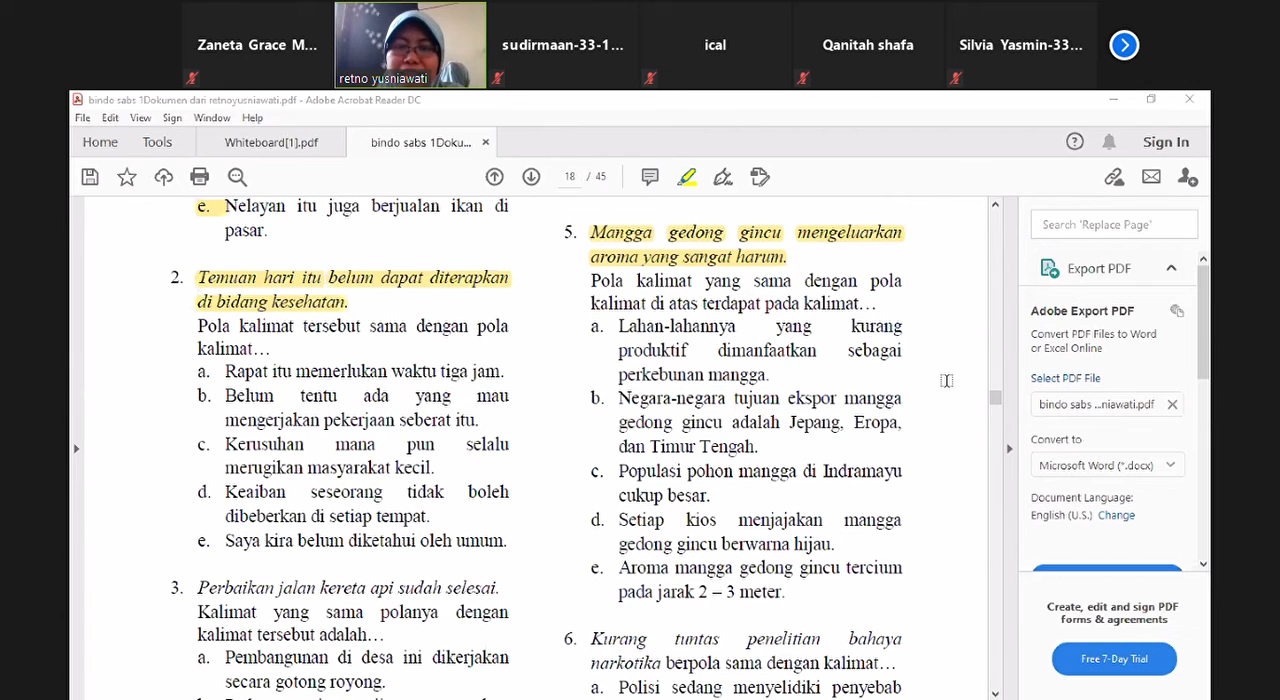 Zaneta Grace M...
retno yusniawati
sudirmaan-33-1...
ical
Qanitah shafa
Silvia Yasmin-33...
bindo sabs 1Dokumen dari retnoyusniawati.pdf - Adobe Acrobat Reader DC
File Edit View Sign Window Help
Home Tools Whiteboard[1].pdf bindo sabs 1Doku... × Sign In
18 / 45
e. Nelayan itu juga berjualan ikan di
pasar.
2. Temuan hari itu belum dapat diterapkan
di bidang kesehatan.
Pola kalimat tersebut sama dengan pola
kalimat…
a. Rapat itu memerlukan waktu tiga jam.
b. Belum tentu ada yang mau
mengerjakan pekerjaan seberat itu.
c. Kerusuhan mana pun selalu
merugikan masyarakat kecil.
d. Keaiban seseorang tidak boleh
dibeberkan di setiap tempat.
e. Saya kira belum diketahui oleh umum.
3. Perbaikan jalan kereta api sudah selesai.
Kalimat yang sama polanya dengan
kalimat tersebut adalah…
a. Pembangunan di desa ini dikerjakan
secara gotong royong.
5. Mangga gedong gincu mengeluarkan
aroma yang sangat harum.
Pola kalimat yang sama dengan pola
kalimat di atas terdapat pada kalimat…
a. Lahan-lahannya yang kurang
produktif dimanfaatkan sebagai
perkebunan mangga.
b. Negara-negara tujuan ekspor mangga
gedong gincu adalah Jepang, Eropa,
dan Timur Tengah.
c. Populasi pohon mangga di Indramayu
cukup besar.
d. Setiap kios menjajakan mangga
gedong gincu berwarna hijau.
e. Aroma mangga gedong gincu tercium
pada jarak 2 – 3 meter.
6. Kurang tuntas penelitian bahaya
narkotika berpola sama dengan kalimat…
a. Polisi sedang menyelidiki penyebab
Search 'Replace Page'
Export PDF
Adobe Export PDF
Convert PDF Files to Word
or Excel Online
Select PDF File
bindo sabs ...niawati.pdf ×
Convert to
Microsoft Word (*.docx)
Document Language:
English (U.S.) Change
Create, edit and sign PDF
forms & agreements
Free 7-Day Trial